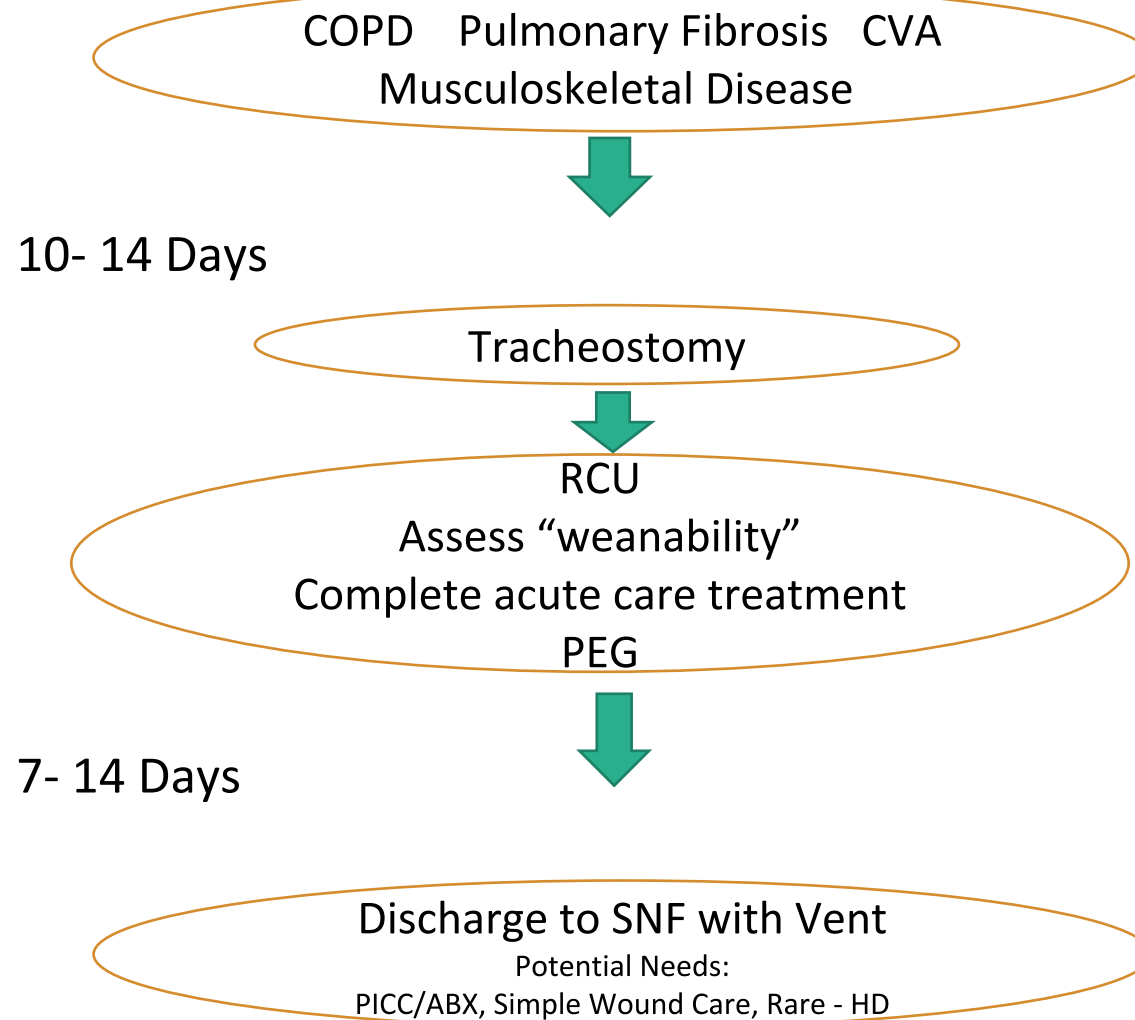 COPD Pulmonary Fibrosis CVA
Musculoskeletal Disease
10- 14 Days
Tracheostomy
RCU
Assess “weanability”
Complete acute care treatment
PEG
7- 14 Days
Discharge to SNF with Vent
Potential Needs:
PICC/ABX, Simple Wound Care, Rare - HD